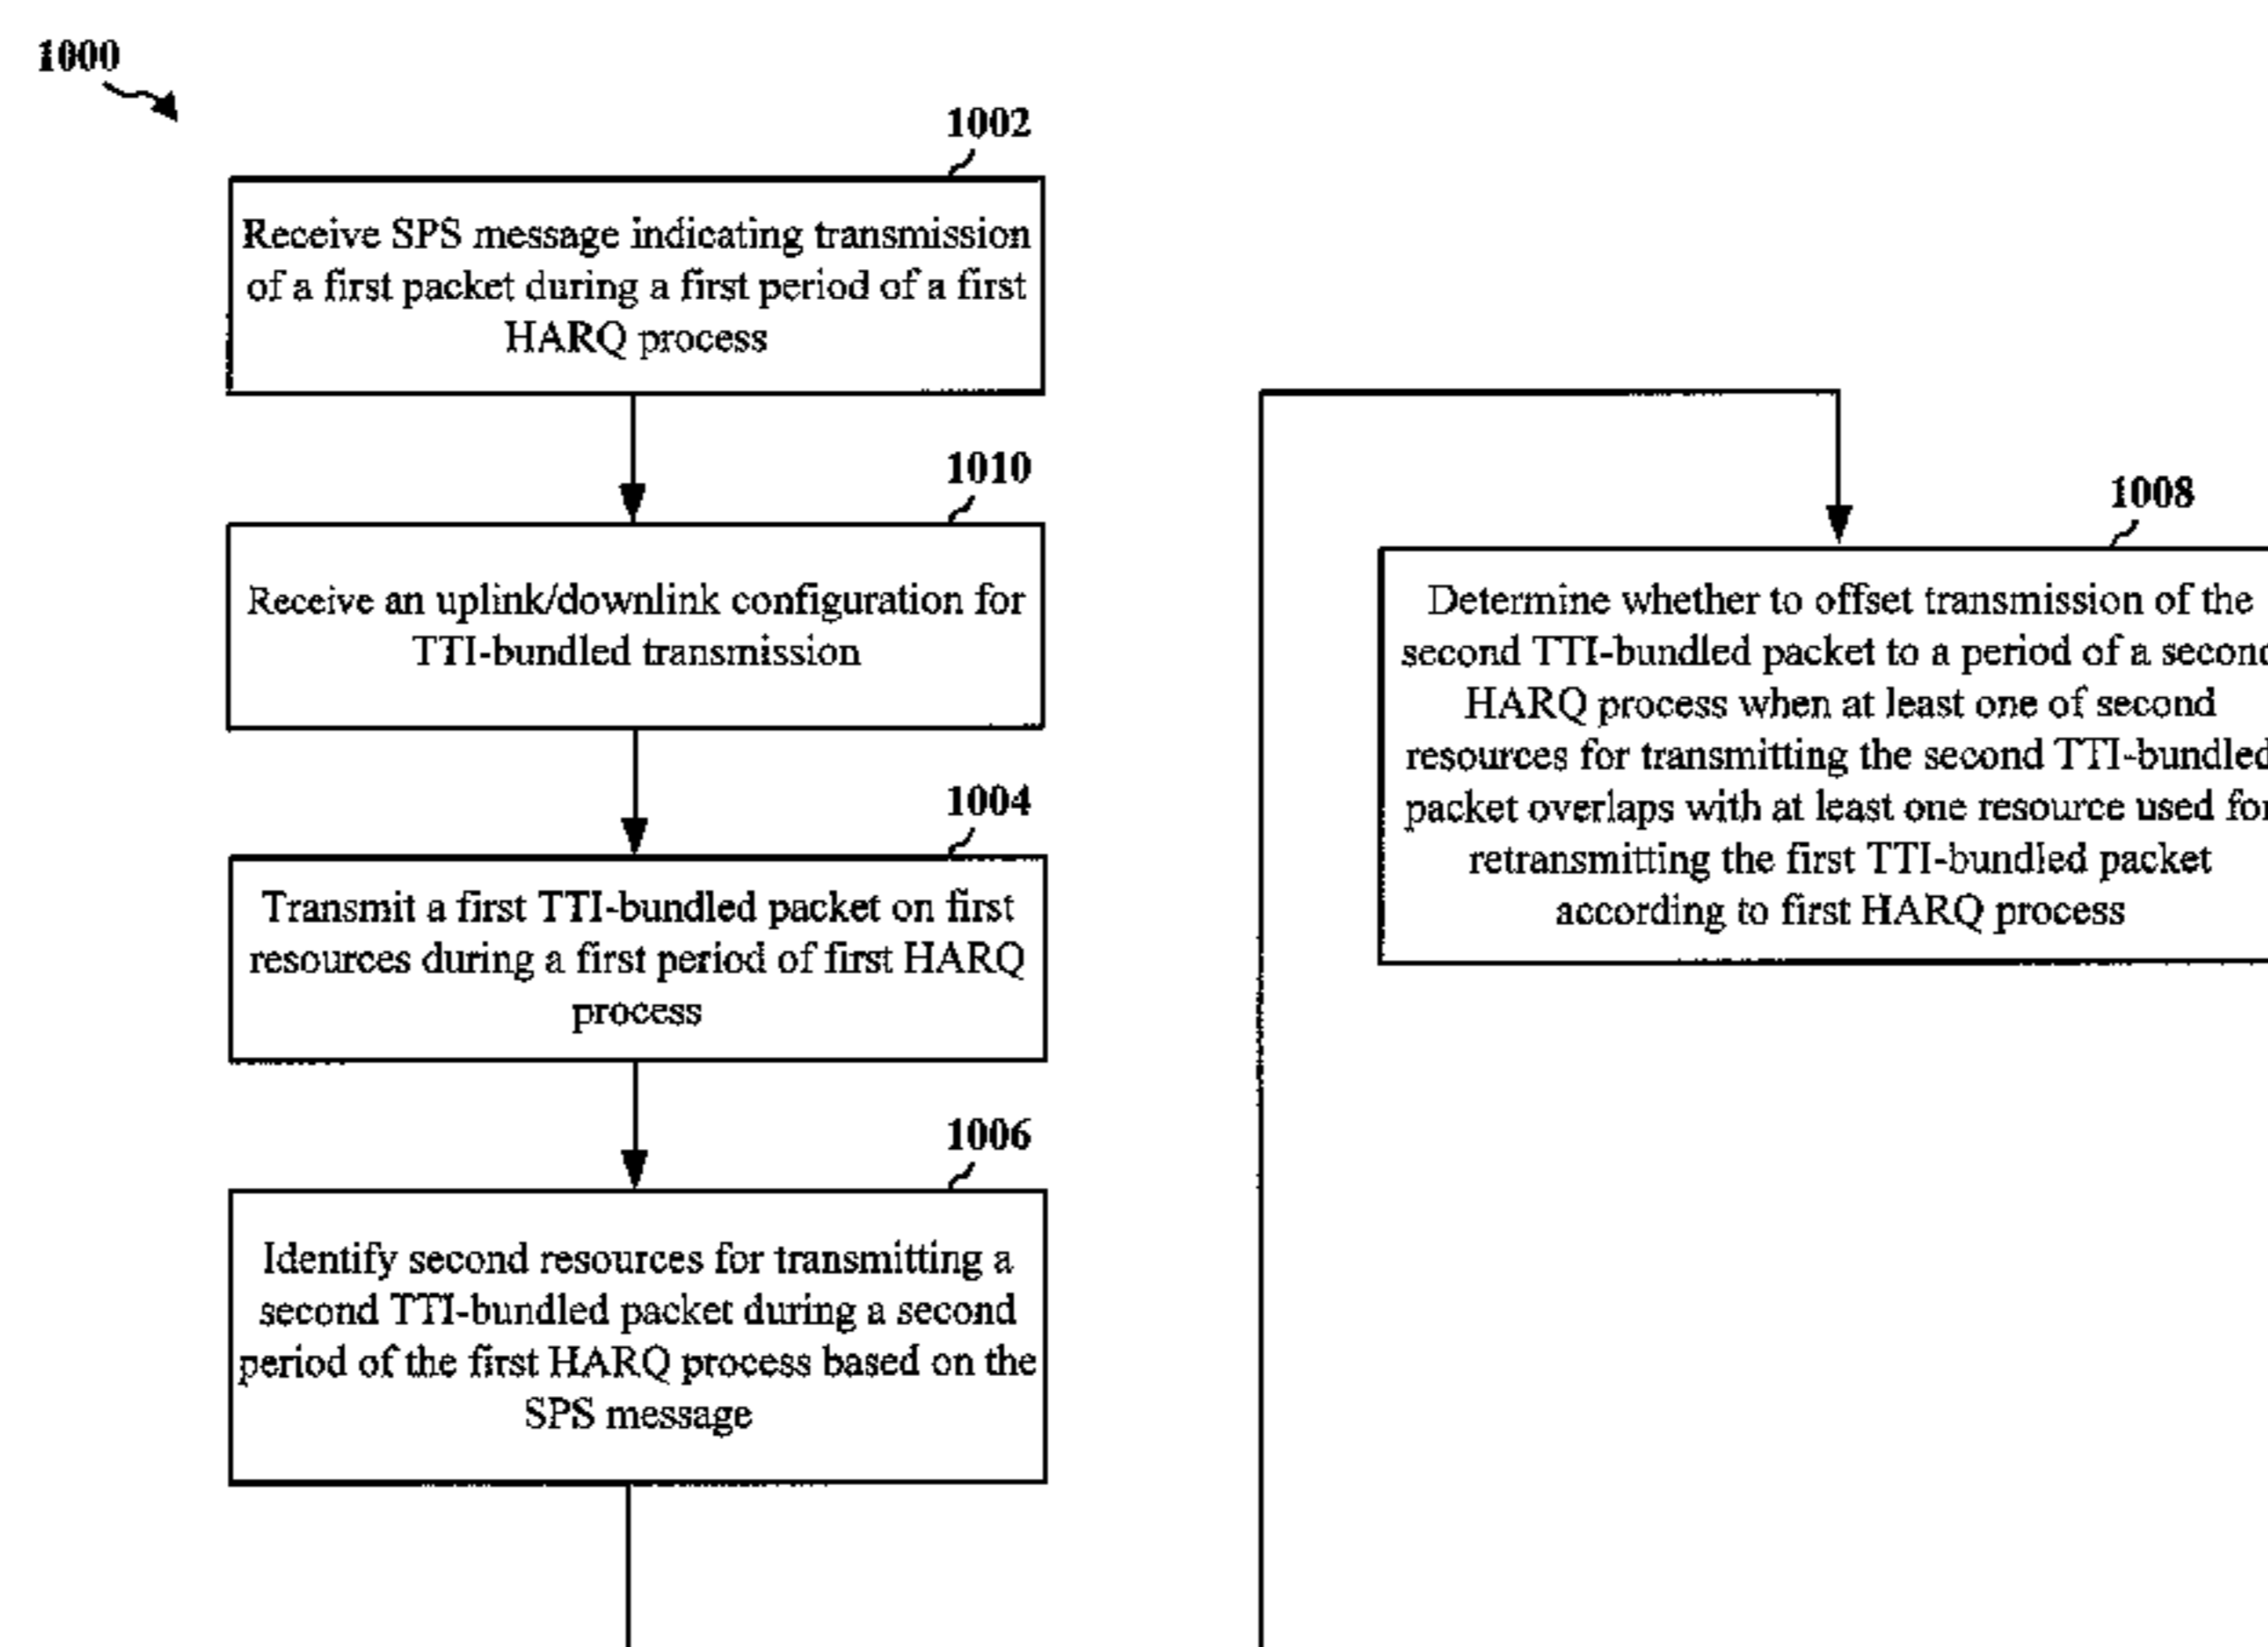 1000
1002
Receive SPS message indicating transmission
of a first packet during a first period of a first
HARQ process
1010
Receive an uplink/downlink configuration for
TTI-bundled transmission
1004
Transmit a first TTI-bundled packet on first
resources during a first period of first HARQ
process
1006
Identify second resources for transmitting a
second TTI-bundled packet during a second
period of the first HARQ process based on the
SPS message
1008
Determine whether to offset transmission of the
second TTI-bundled packet to a period of a second
HARQ process when at least one of second
resources for transmitting the second TTI-bundled
packet overlaps with at least one resource used for
retransmitting the first TTI-bundled packet
according to first HARQ process